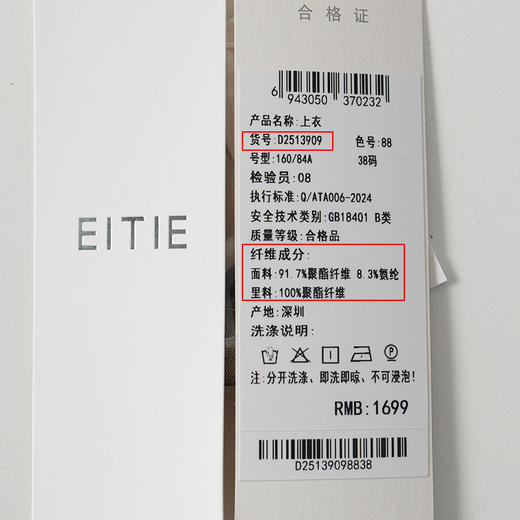 EITIE
合格证
6 943050 370232
产品名称:上衣
货号:D2513909 色号:88
号型:160/84A 38码
检验员:08
执行标准:Q/ATA006-2024
安全技术类别:GB18401 B类
质量等级:合格品
纤维成分:
面料:91.7%聚酯纤维 8.3%氨纶
里料:100%聚酯纤维
产地:深圳
洗涤说明:
注:分开洗涤、即洗即晾、不可浸泡!
RMB:1699
D25139098838